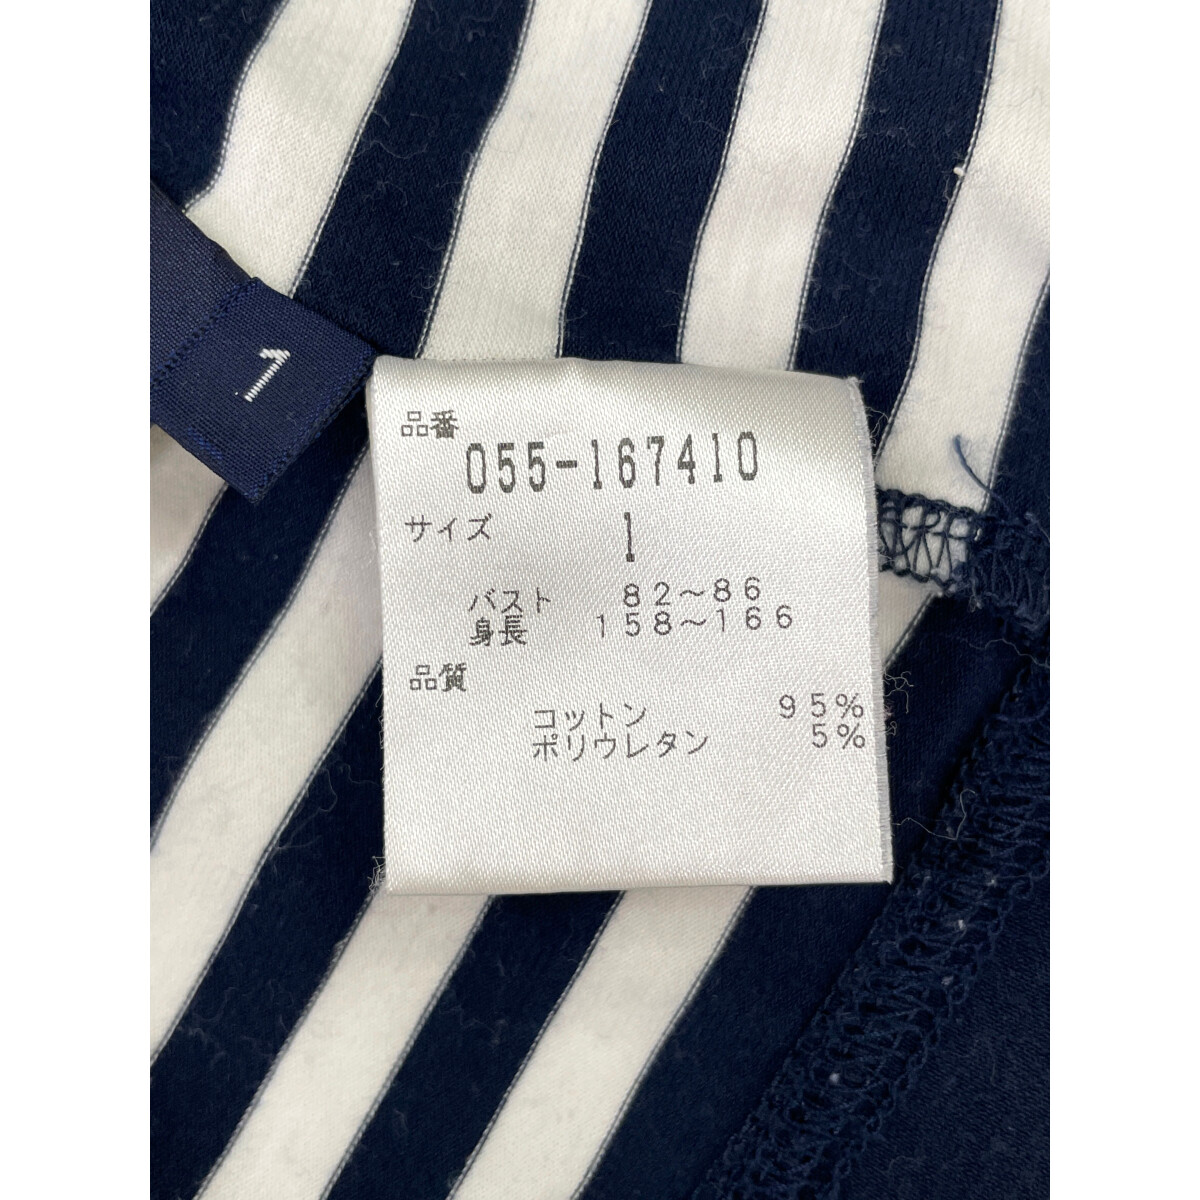 1
品番
055-167410
サイズ 1
バスト 82～86
身長 158～166
品質
コットン 95%
ポリウレタン 5%